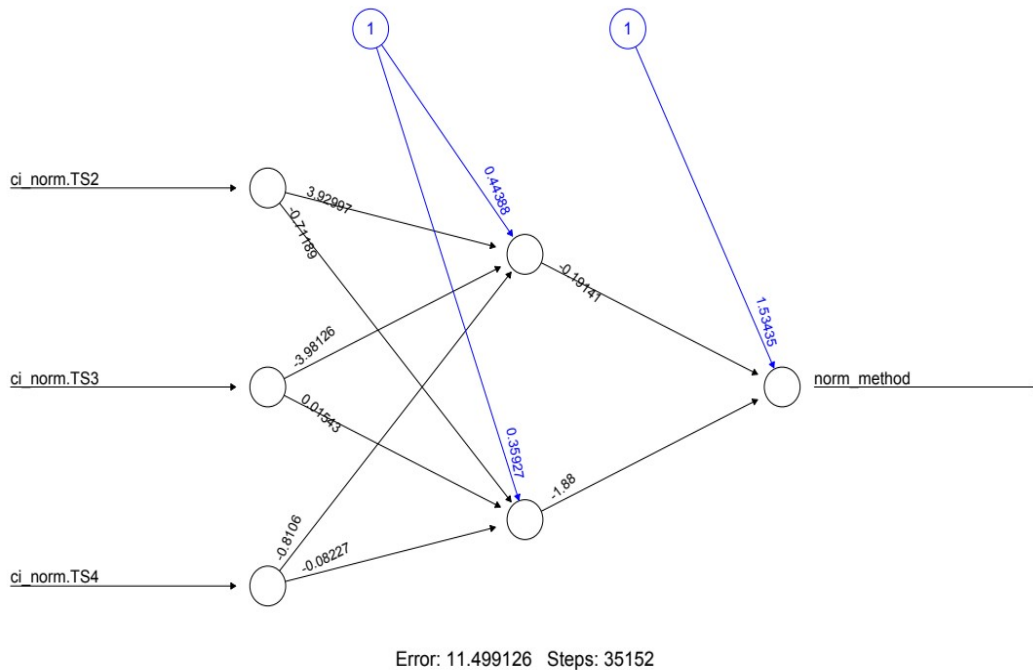 1
1
ci_norm.TS2
3.92997
-0.71189
0.44388
-0.19141
1.53435
ci_norm.TS3
-3.98126
0.01543
norm_method
0.35927
-1.88
ci_norm.TS4
-0.8106
-0.08227
Error: 11.499126 Steps: 35152